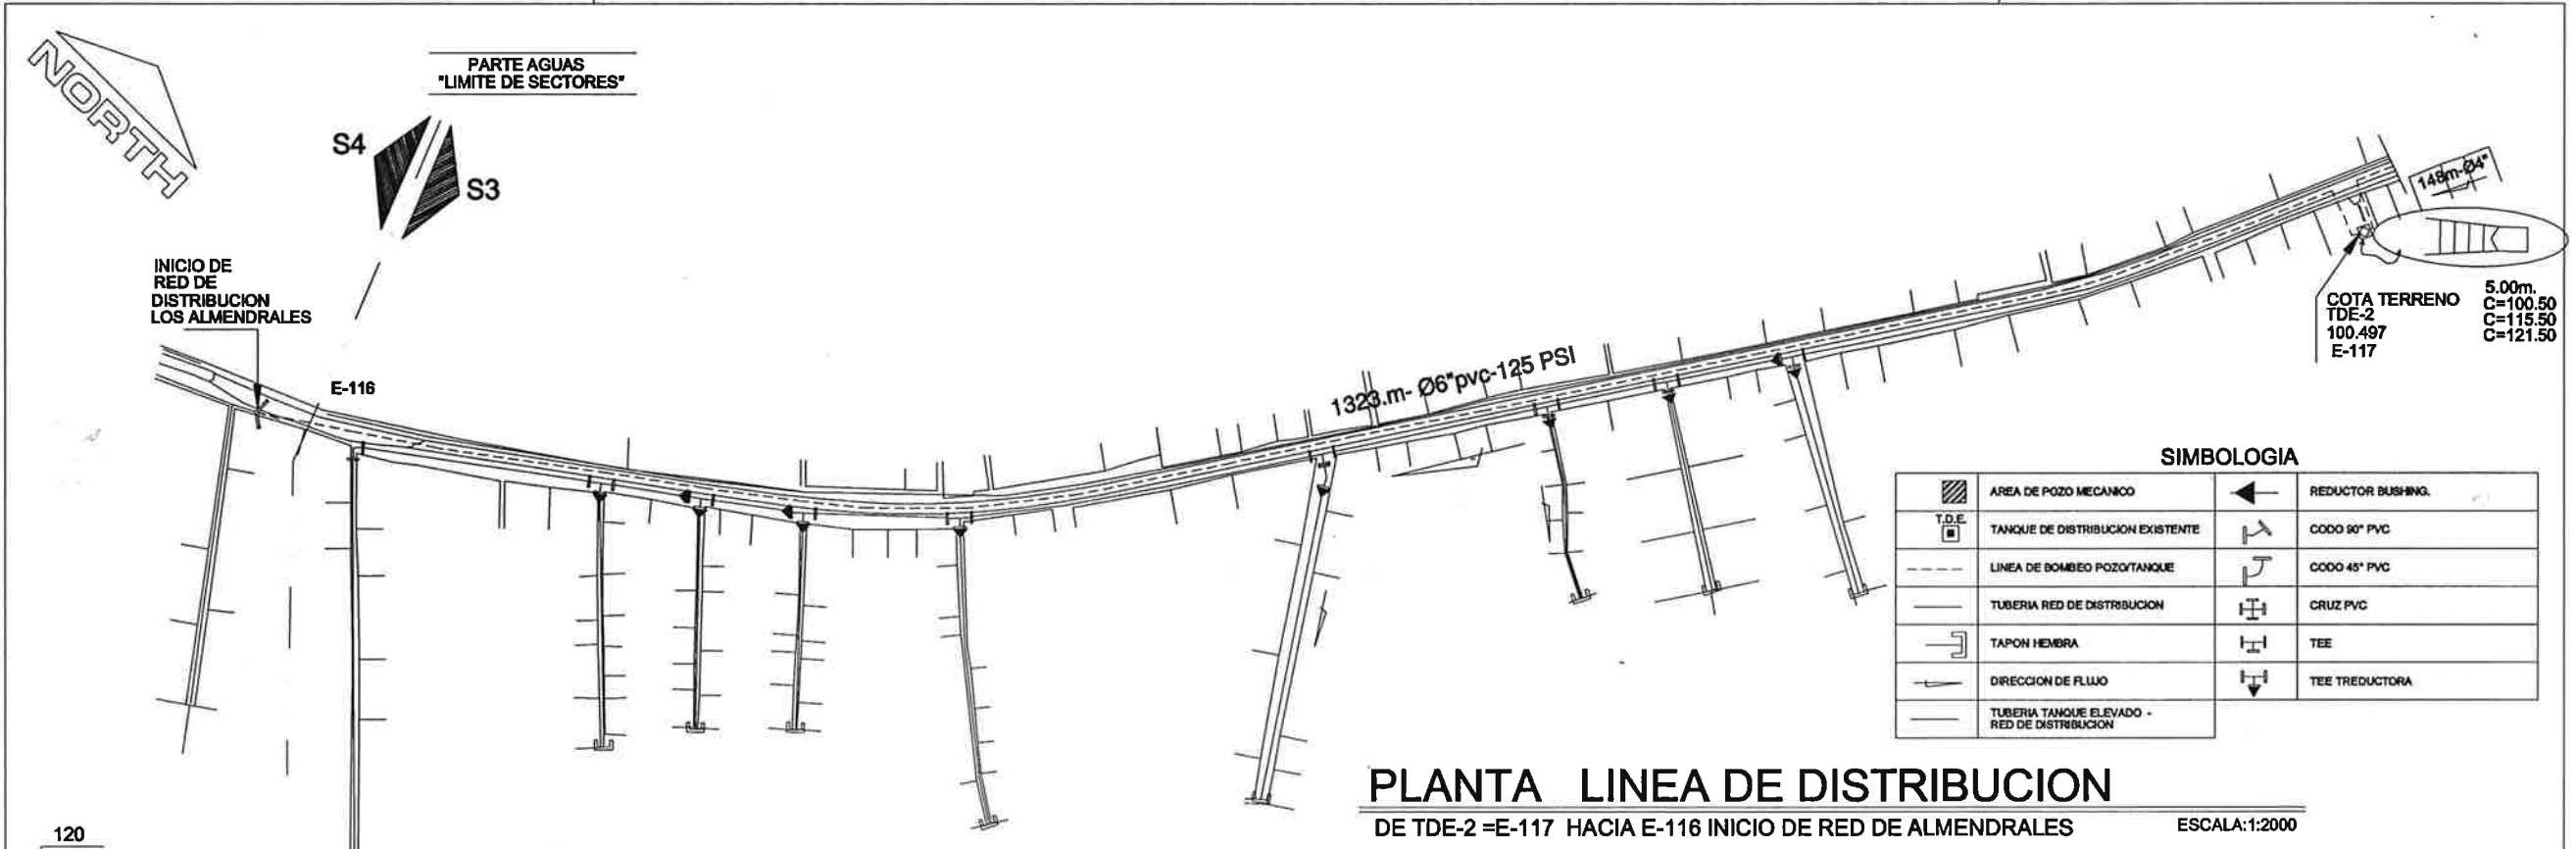 NORTH
PARTE AGUAS
"LIMITE DE SECTORES"
S4
S3
INICIO DE
RED DE
DISTRIBUCION
LOS ALMENDRALES
E-116
1323.m- Ø6"pvc-125 PSI
148m-Ø4"
COTA TERRENO
TDE-2
100.497
E-117
5.00m.
C=100.50
C=115.50
C=121.50
SIMBOLOGIA
AREA DE POZO MECANICO
REDUCTOR BUSHING.
T.D.E.
TANQUE DE DISTRIBUCION EXISTENTE
CODO 90° PVC
LINEA DE BOMBEO POZO/TANQUE
CODO 45° PVC
TUBERIA RED DE DISTRIBUCION
CRUZ PVC
TAPON HEMBRA
TEE
DIRECCION DE FLUJO
TEE TREDUCTORA
TUBERIA TANQUE ELEVADO -
RED DE DISTRIBUCION
PLANTA LINEA DE DISTRIBUCION
DE TDE-2 =E-117 HACIA E-116 INICIO DE RED DE ALMENDRALES
ESCALA:1:2000
120